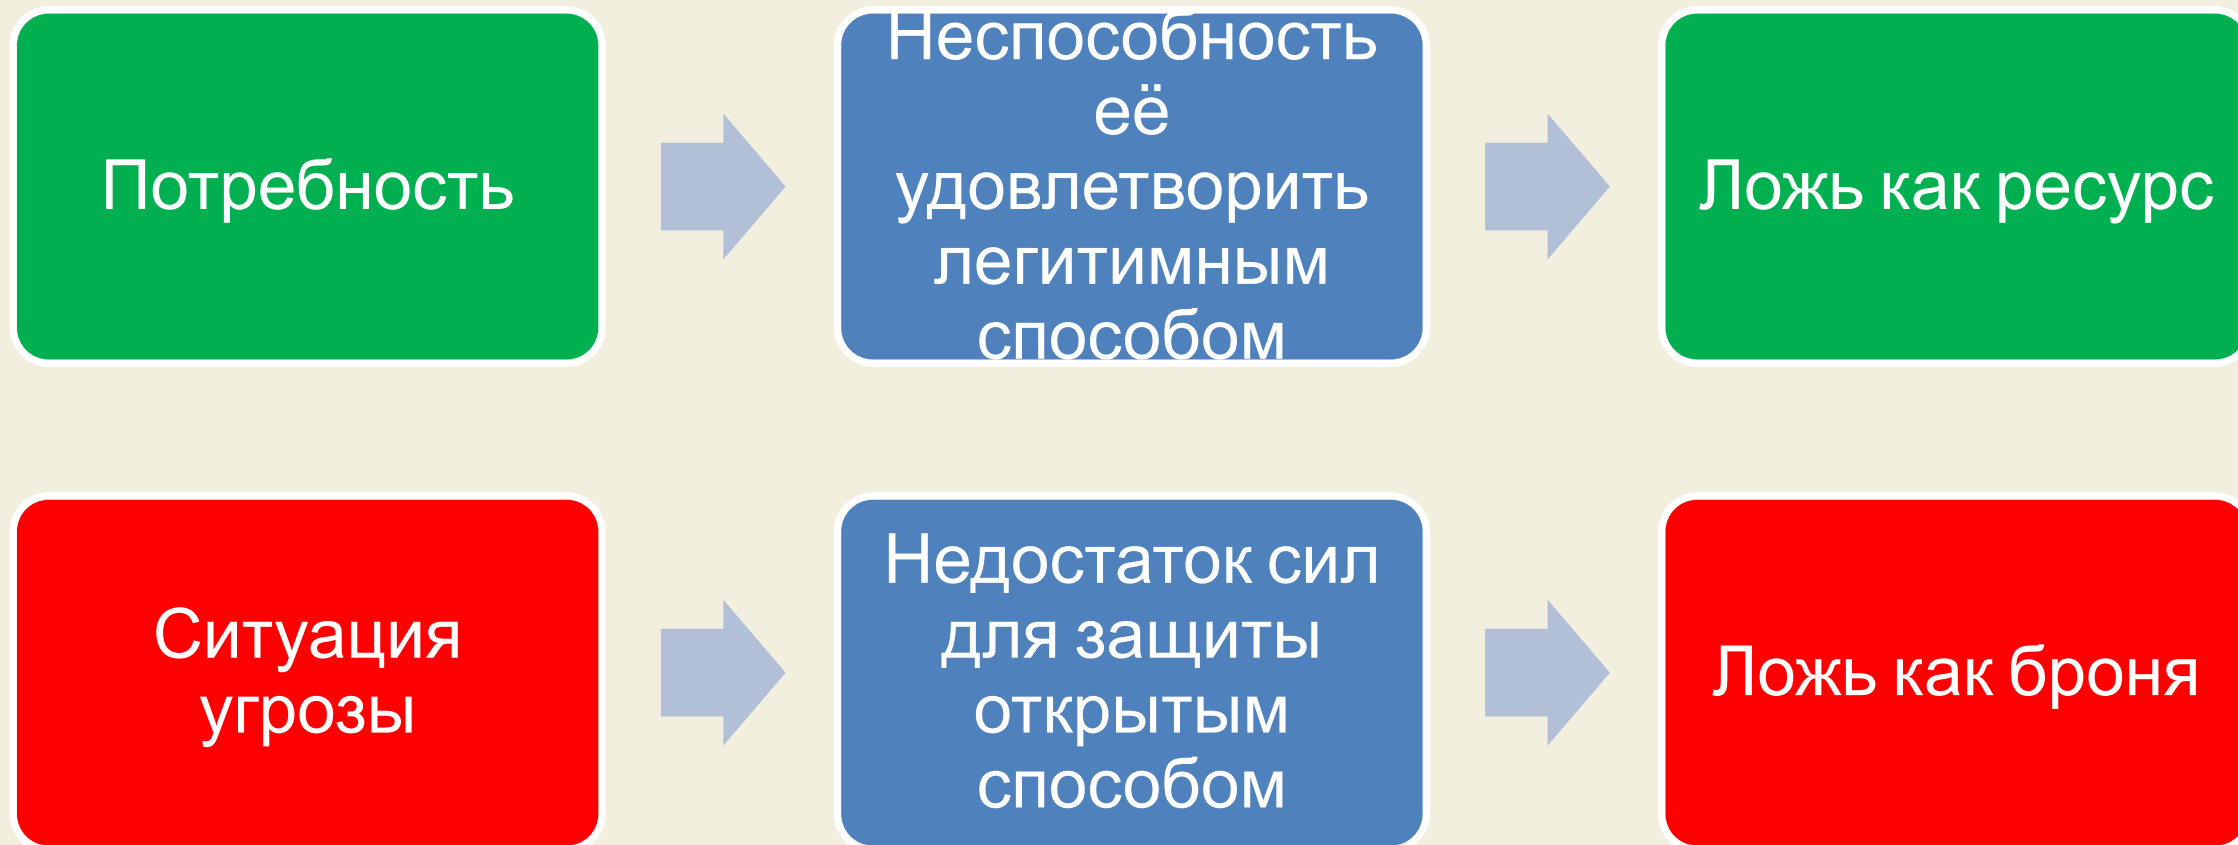 Потребность
Неспособность
её
удовлетворить
легитимным
способом
Ложь как ресурс
Ситуация
угрозы
Недостаток сил
для защиты
открытым
способом
Ложь как броня